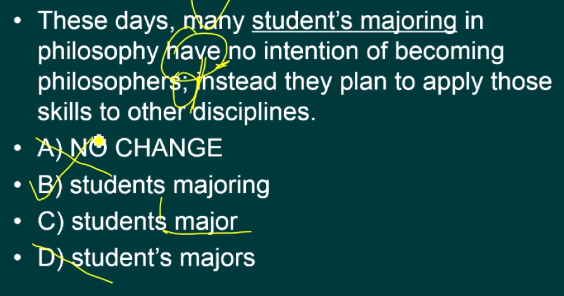 • These days, many student’s majoring in
philosophy have no intention of becoming
philosophers; instead they plan to apply those
skills to other disciplines.
• A) NO CHANGE
• B) students majoring
• C) students major
• D) student’s majors